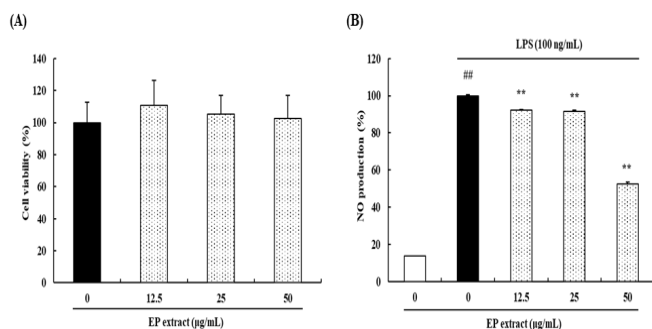 (A)
140
120
100
80
60
40
20
0
Cell viability (%)
0 12.5 25 50
EP extract (μg/mL)
(B)
LPS (100 ng/mL)
120
100
80
60
40
20
0
NO production (%)
##
**
**
**
0 0 12.5 25 50
EP extract (μg/mL)